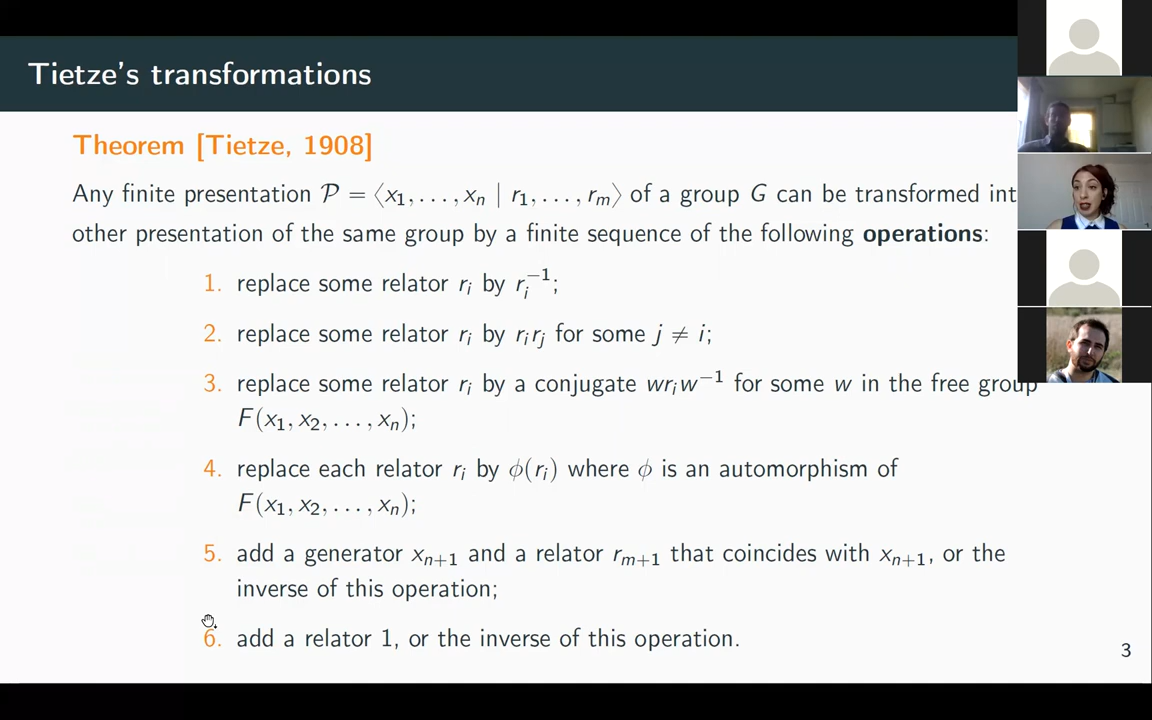 Tietze's transformations
Theorem [Tietze, 1908]
Any finite presentation 𝒫 = ⟨x₁, . . . , xₙ | r₁, . . . , rₘ⟩ of a group G can be transformed int
other presentation of the same group by a finite sequence of the following operations:
1. replace some relator rᵢ by rᵢ⁻¹;
2. replace some relator rᵢ by rᵢrⱼ for some j ≠ i;
3. replace some relator rᵢ by a conjugate wrᵢw⁻¹ for some w in the free group
F(x₁, x₂, . . . , xₙ);
4. replace each relator rᵢ by ϕ(rᵢ) where ϕ is an automorphism of
F(x₁, x₂, . . . , xₙ);
5. add a generator xₙ₊₁ and a relator rₘ₊₁ that coincides with xₙ₊₁, or the
inverse of this operation;
6. add a relator 1, or the inverse of this operation.
3